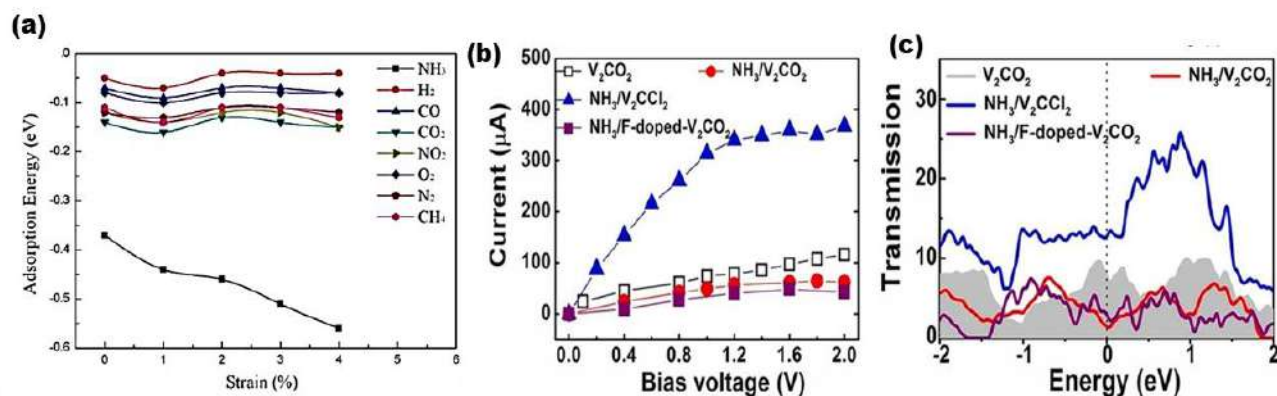 (a)
.0
-0.1
-0.2
-0.3
-0.4
-0.5
-0.6
Adsorption Energy (eV)
0
1
2
3
4
5
6
Strain (%)
NH₃
H₂
CO
CO₂
NO₂
O₂
N₂
CH₄
(b)
500
400
300
200
100
0
Current (μA)
0.0 0.4 0.8 1.2 1.6 2.0
Bias voltage (V)
V₂CO₂
NH₃/V₂CO₂
NH₃/V₂CCl₂
NH₃/F-doped-V₂CO₂
(c)
30
20
10
0
Transmission
-2 -1 0 1 2
Energy (eV)
V₂CO₂
NH₃/V₂CO₂
NH₃/V₂CCl₂
NH₃/F-doped-V₂CO₂